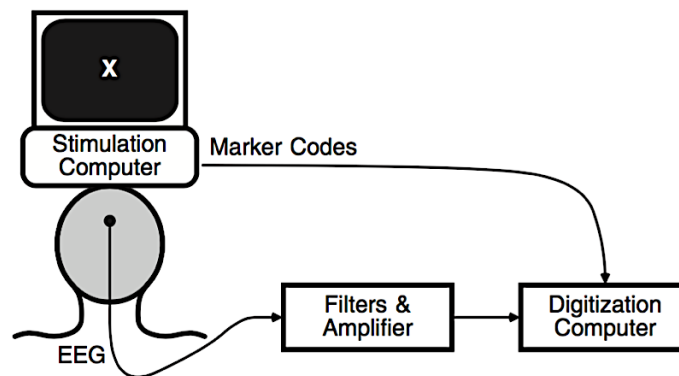 X
Stimulation
Computer
Marker Codes
Filters &
Amplifier
Digitization
Computer
EEG